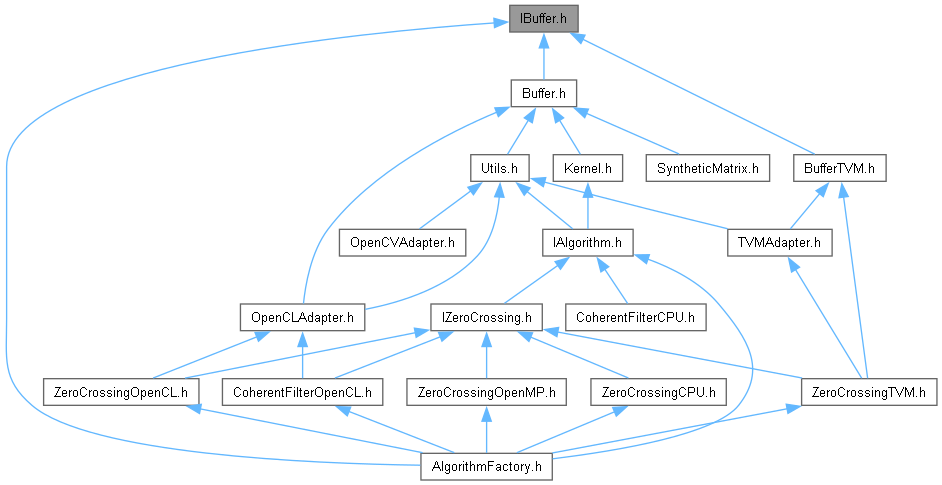 IBuffer.h
Buffer.h
Utils.h
Kernel.h
SyntheticMatrix.h
BufferTVM.h
OpenCVAdapter.h
IAlgorithm.h
TVMAdapter.h
OpenCLAdapter.h
IZeroCrossing.h
CoherentFilterCPU.h
ZeroCrossingOpenCL.h
CoherentFilterOpenCL.h
ZeroCrossingOpenMP.h
ZeroCrossingCPU.h
ZeroCrossingTVM.h
AlgorithmFactory.h